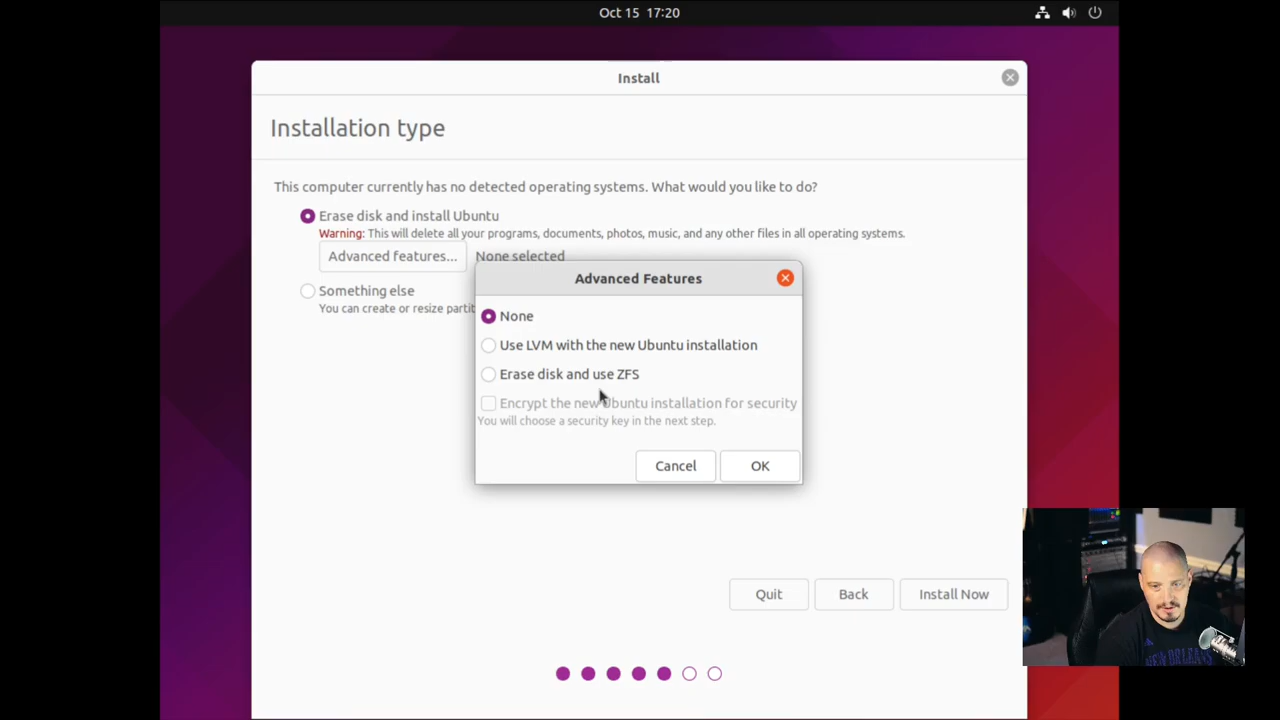 Oct 15 17:20
Install
Installation type
This computer currently has no detected operating systems. What would you like to do?
Erase disk and install Ubuntu
Warning: This will delete all your programs, documents, photos, music, and any other files in all operating systems.
Advanced features... None selected
Something else
You can create or resize partit
Advanced Features
None
Use LVM with the new Ubuntu installation
Erase disk and use ZFS
Encrypt the new Ubuntu installation for security
You will choose a security key in the next step.
Cancel OK
Quit Back Install Now
NEW ORLEANS